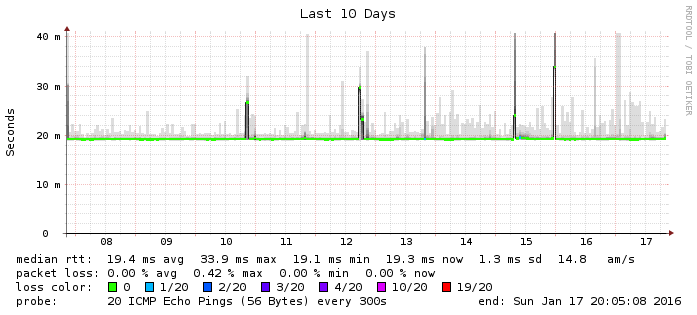 Last 10 Days
RRDTOOL / TOBI OETIKER
Seconds
40 m
30 m
20 m
10 m
0
08 09 10 11 12 13 14 15 16 17
median rtt: 19.4 ms avg 33.9 ms max 19.1 ms min 19.3 ms now 1.3 ms sd 14.8 am/s
packet loss: 0.00 % avg 0.42 % max 0.00 % min 0.00 % now
loss color: 0 1/20 2/20 3/20 4/20 10/20 19/20
probe: 20 ICMP Echo Pings (56 Bytes) every 300s end: Sun Jan 17 20:05:08 2016